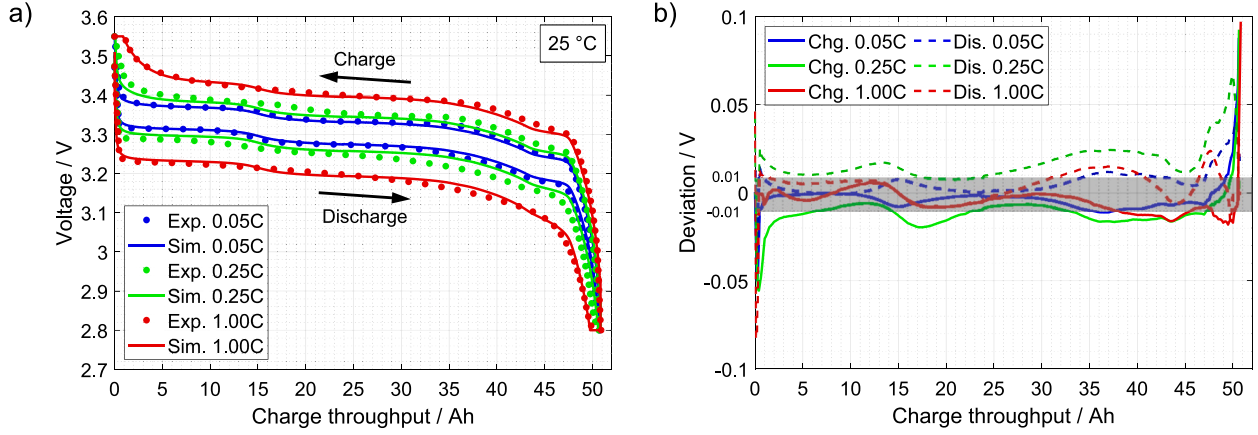 a)
3.6
3.5
3.4
3.3
3.2
3.1
3
2.9
2.8
2.7
Voltage / V
25 °C
Charge
Discharge
Exp. 0.05C
Sim. 0.05C
Exp. 0.25C
Sim. 0.25C
Exp. 1.00C
Sim. 1.00C
0 5 10 15 20 25 30 35 40 45 50
Charge throughput / Ah
b)
0.1
0.05
0.01
0
-0.01
-0.05
-0.1
Deviation / V
Chg. 0.05C Dis. 0.05C
Chg. 0.25C Dis. 0.25C
Chg. 1.00C Dis. 1.00C
0 5 10 15 20 25 30 35 40 45 50
Charge throughput / Ah